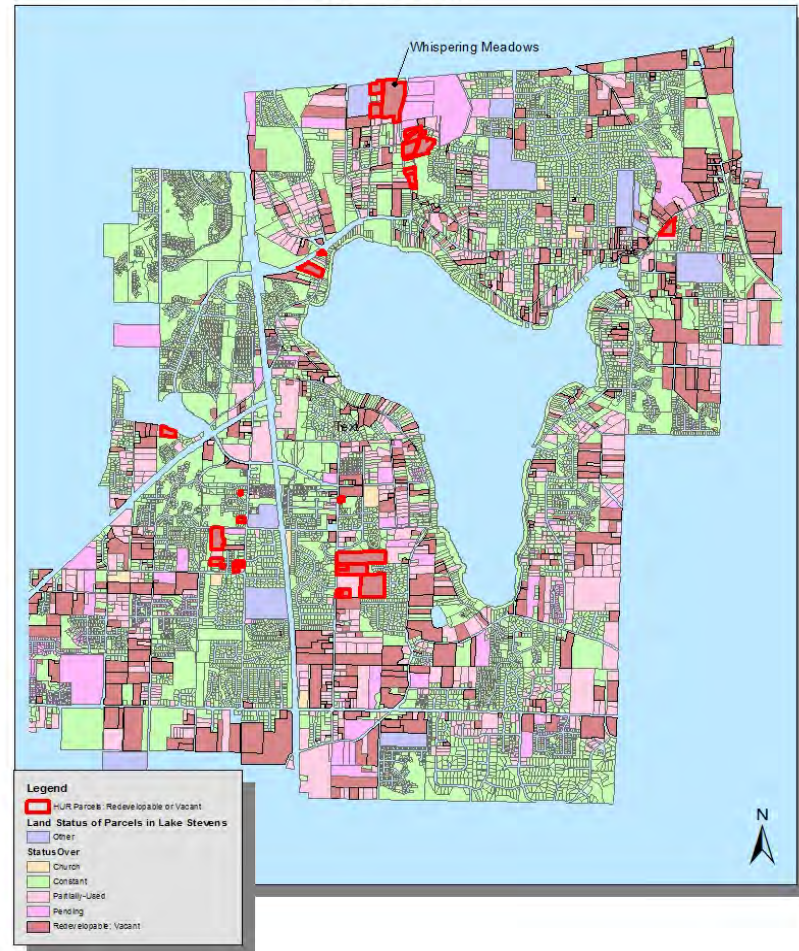 Whispering Meadows
Text
N
Legend
HUR Parcels: Redevelopable or Vacant
Land Status of Parcels in Lake Stevens
Other
StatusOver
Church
Constant
Partially-Used
Pending
Redevelopable; Vacant